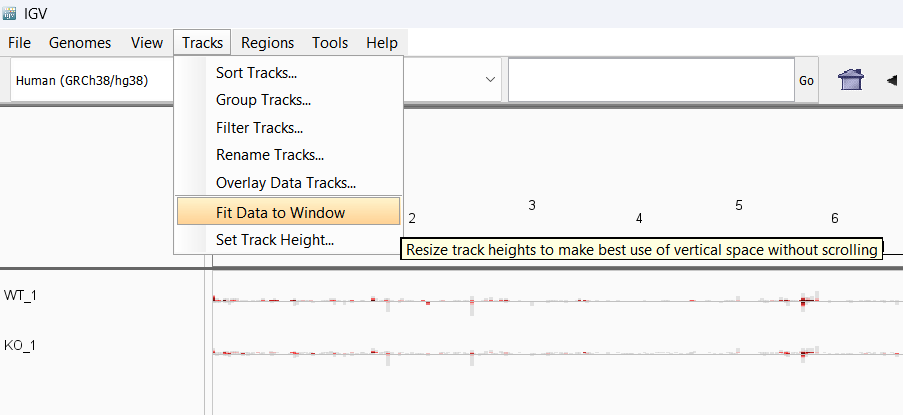 IGV
File Genomes View Tracks Regions Tools Help
Human (GRCh38/hg38) Go
Sort Tracks...
Group Tracks...
Filter Tracks...
Rename Tracks...
Overlay Data Tracks...
Fit Data to Window
Set Track Height...
2 3 4 5 6
Resize track heights to make best use of vertical space without scrolling
WT_1
KO_1